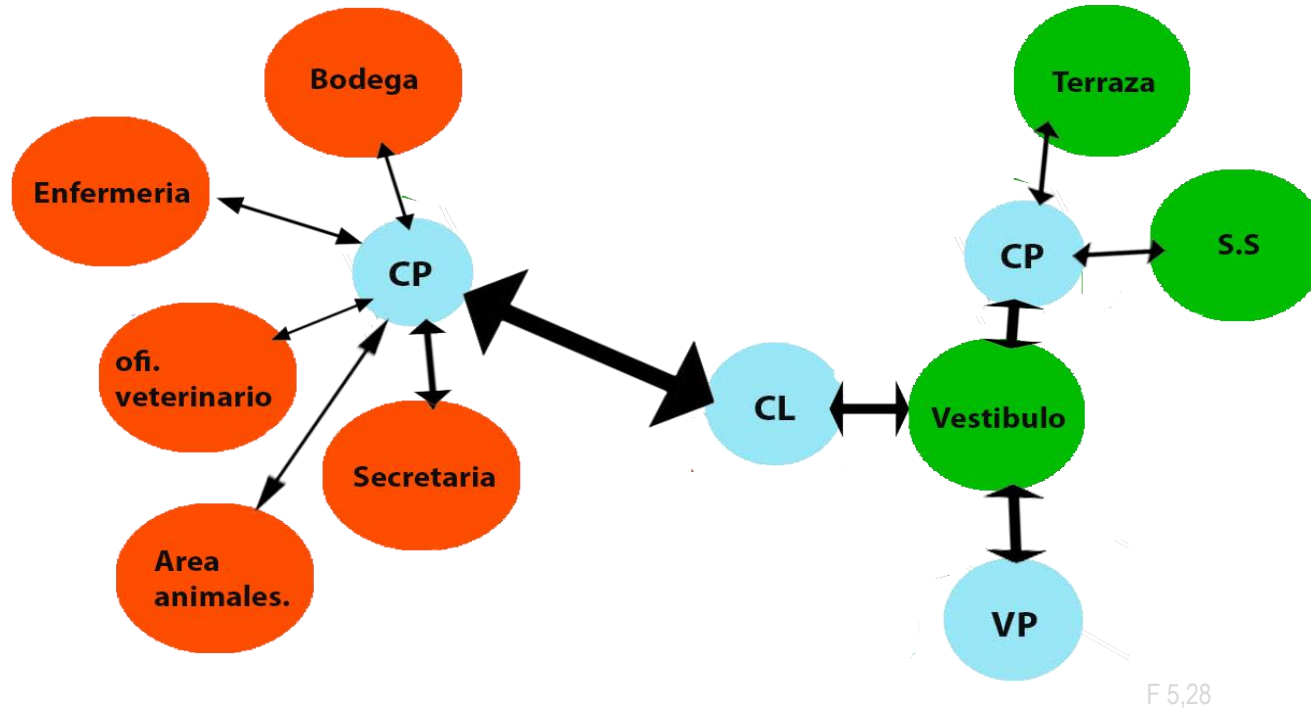 Bodega
Terraza
Enfermeria
S.S
CP
CP
ofi.
veterinario
CL
Vestibulo
Secretaria
Area
animales.
VP
F 5,28